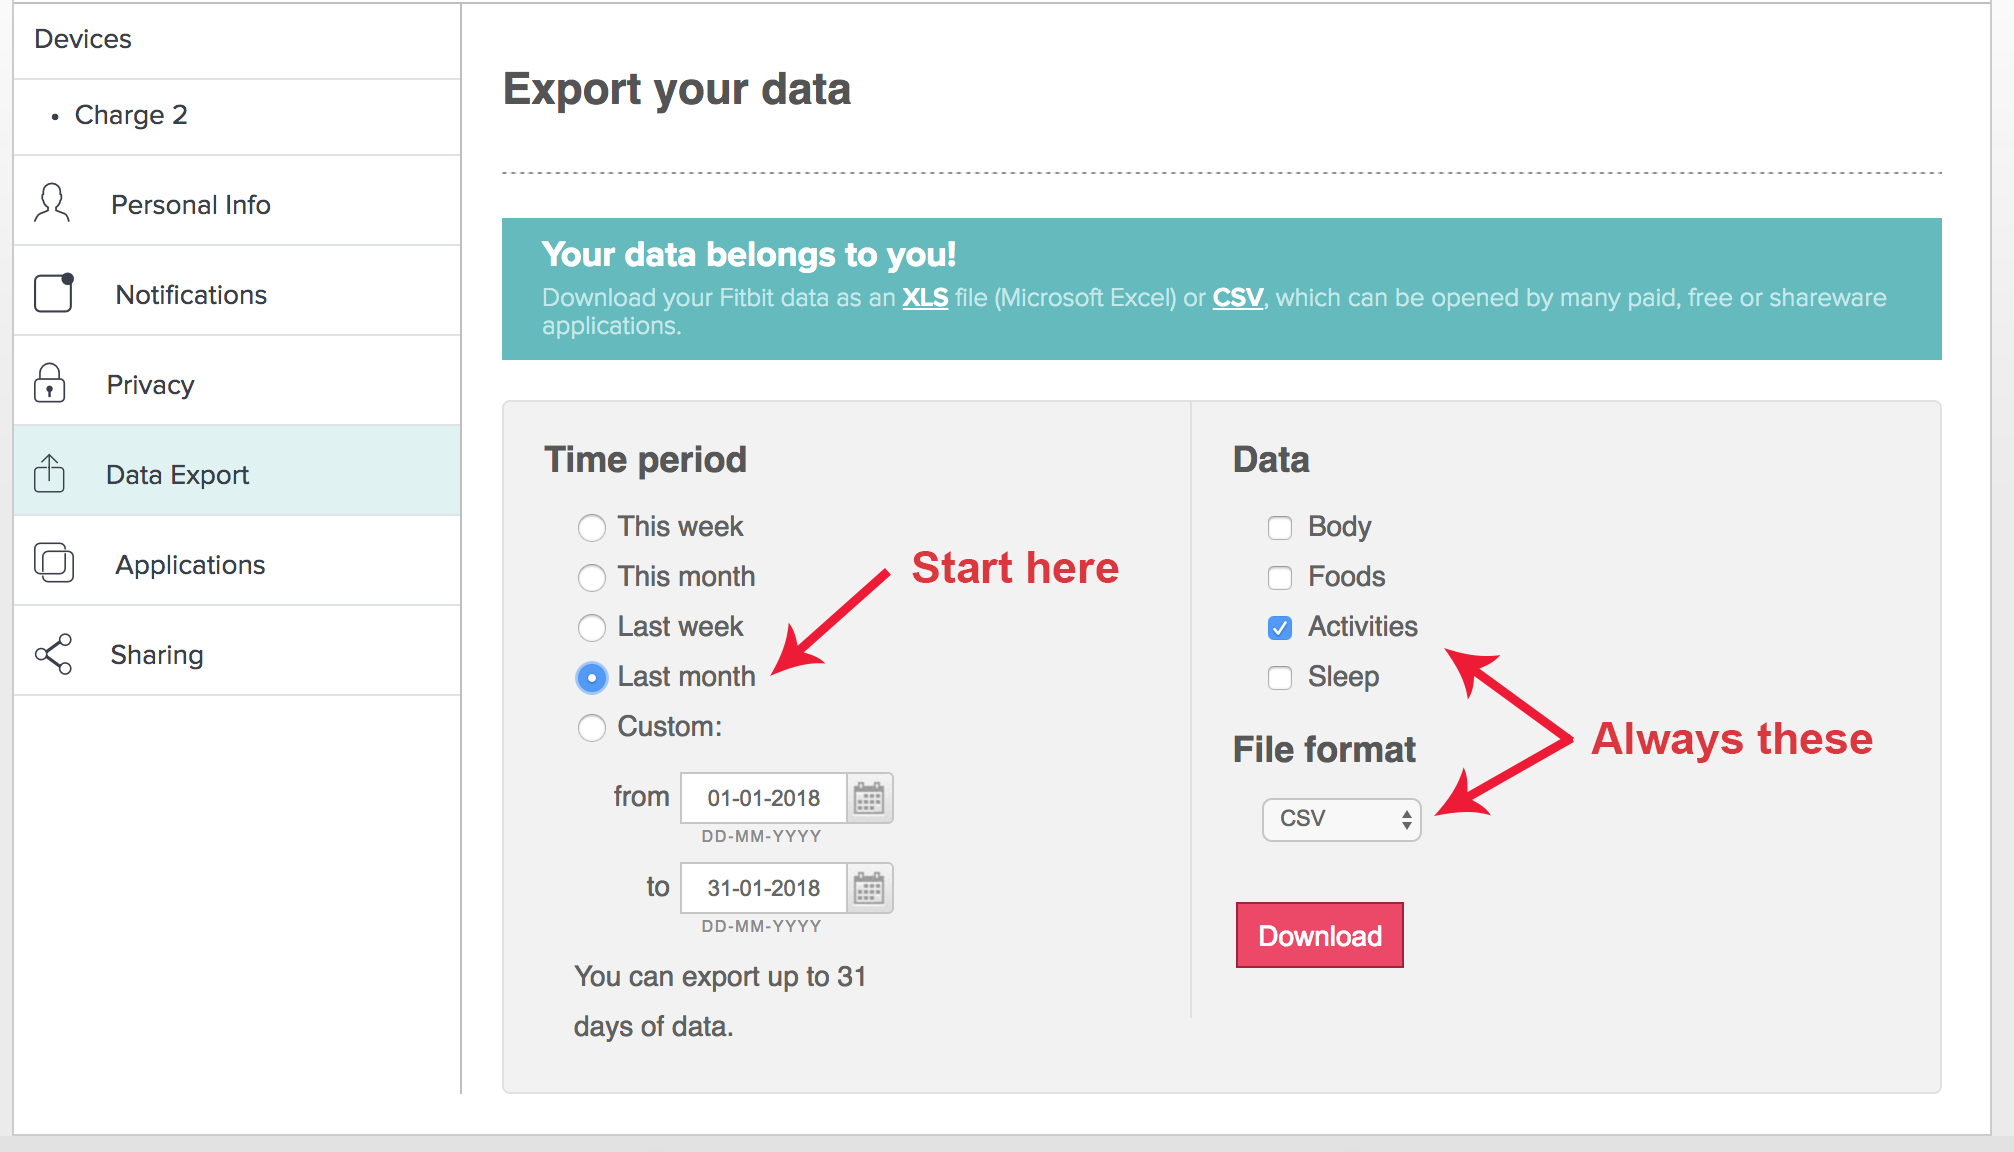 Devices
• Charge 2
Personal Info
Notifications
Privacy
Data Export
Applications
Sharing
Export your data
Your data belongs to you!
Download your Fitbit data as an XLS file (Microsoft Excel) or CSV, which can be opened by many paid, free or shareware
applications.
Time period
This week
This month
Last week
Last month
Custom:
from 01-01-2018
DD-MM-YYYY
to 31-01-2018
DD-MM-YYYY
You can export up to 31
days of data.
Start here
Data
Body
Foods
Activities
Sleep
File format
CSV
Always these
Download